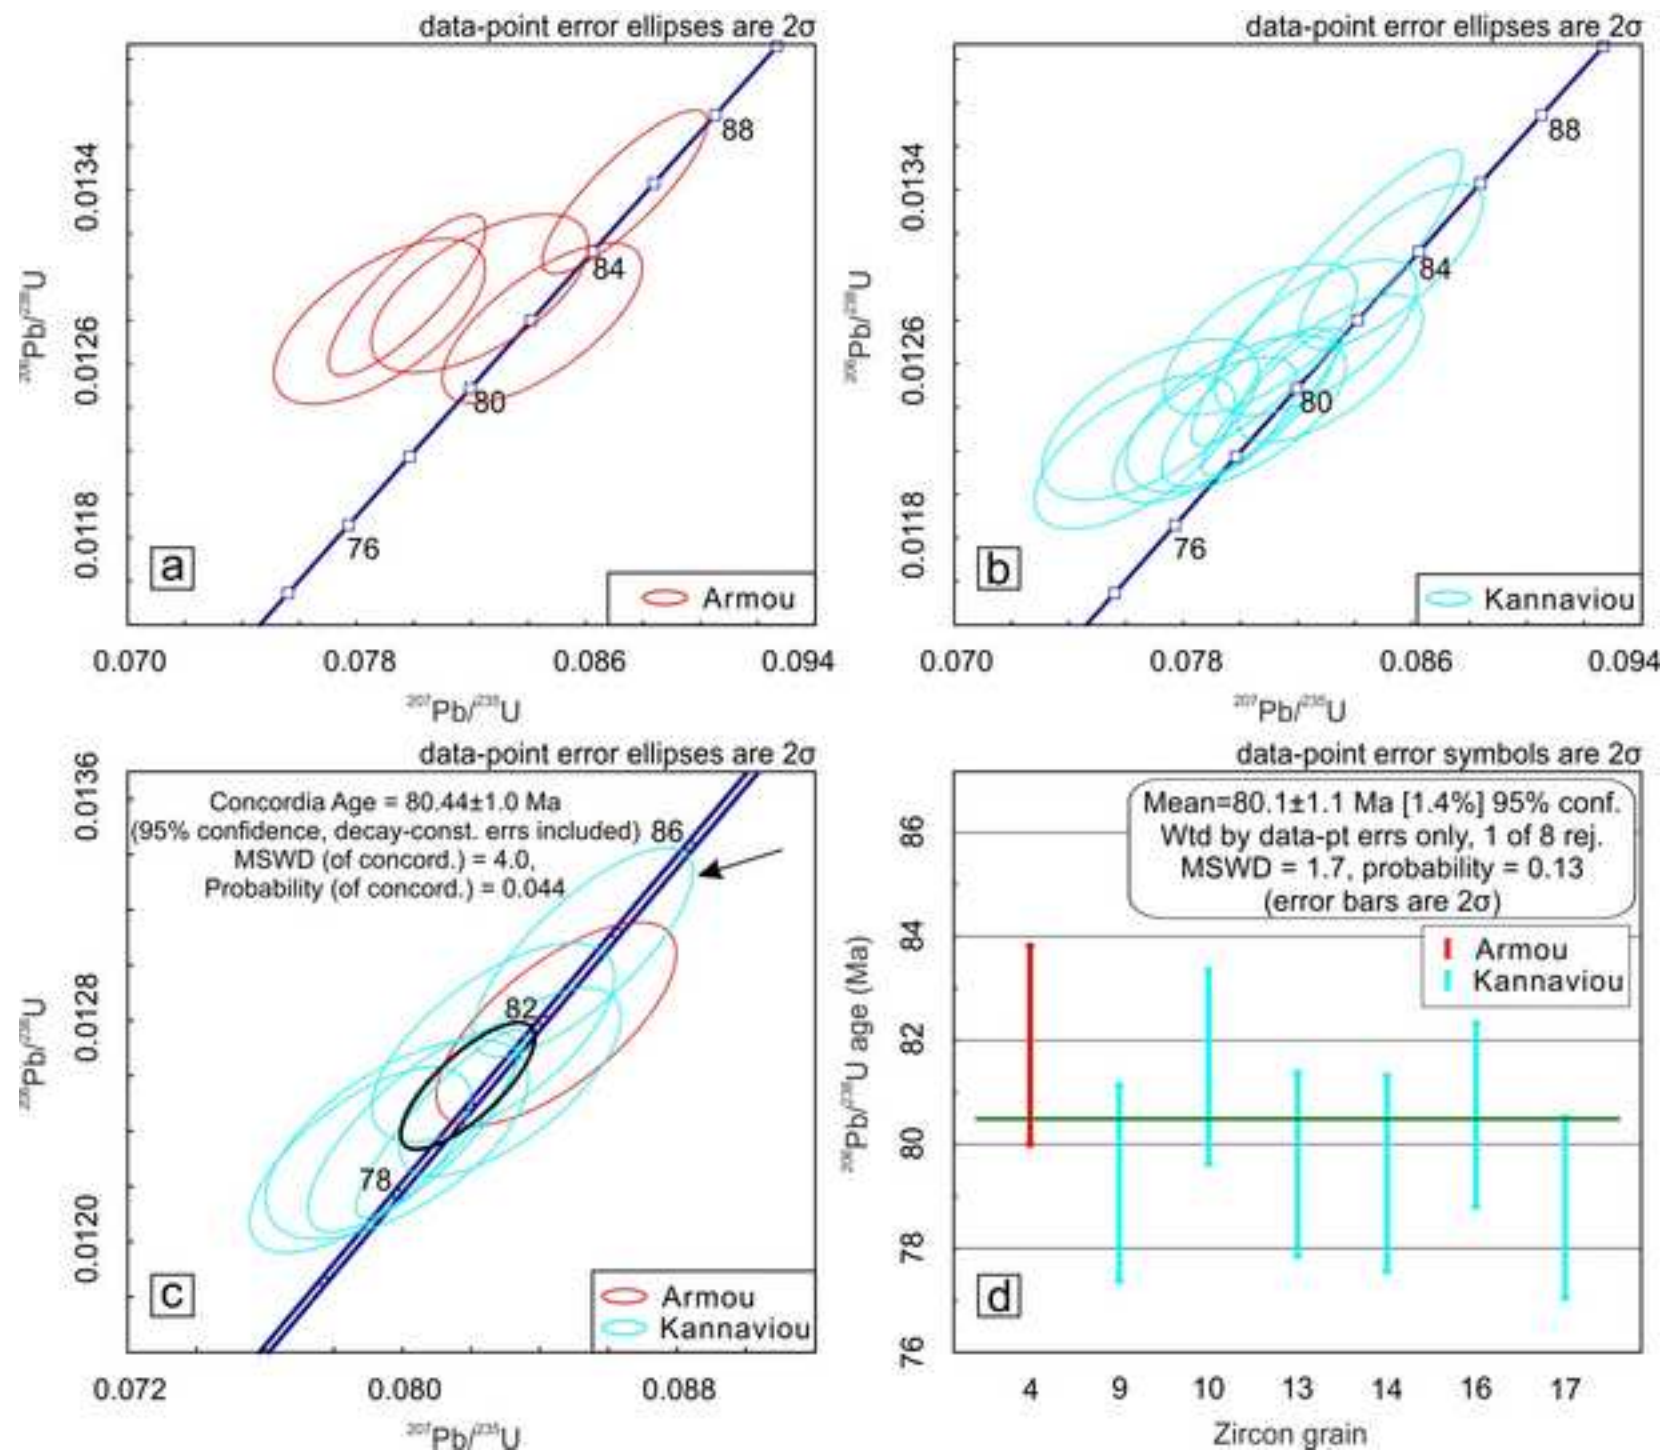 data-point error ellipses are 2σ
²⁰⁶Pb/²³⁸U
0.0134
0.0126
0.0118
88
84
80
76
a
Armou
0.070 0.078 0.086 0.094
²⁰⁷Pb/²³⁵U
data-point error ellipses are 2σ
²⁰⁶Pb/²³⁸U
0.0134
0.0126
0.0118
88
84
80
76
b
Kannaviou
0.070 0.078 0.086 0.094
²⁰⁷Pb/²³⁵U
data-point error ellipses are 2σ
²⁰⁶Pb/²³⁸U
0.0136
0.0128
0.0120
Concordia Age = 80.44±1.0 Ma
(95% confidence, decay-const. errs included)
MSWD (of concord.) = 4.0,
Probability (of concord.) = 0.044
86
82
78
c
Armou
Kannaviou
0.072 0.080 0.088
²⁰⁷Pb/²³⁵U
data-point error symbols are 2σ
Mean=80.1±1.1 Ma [1.4%] 95% conf.
Wtd by data-pt errs only, 1 of 8 rej.
MSWD = 1.7, probability = 0.13
(error bars are 2σ)
Armou
Kannaviou
²⁰⁶Pb/²³⁸U age (Ma)
86
84
82
80
78
76
d
4 9 10 13 14 16 17
Zircon grain